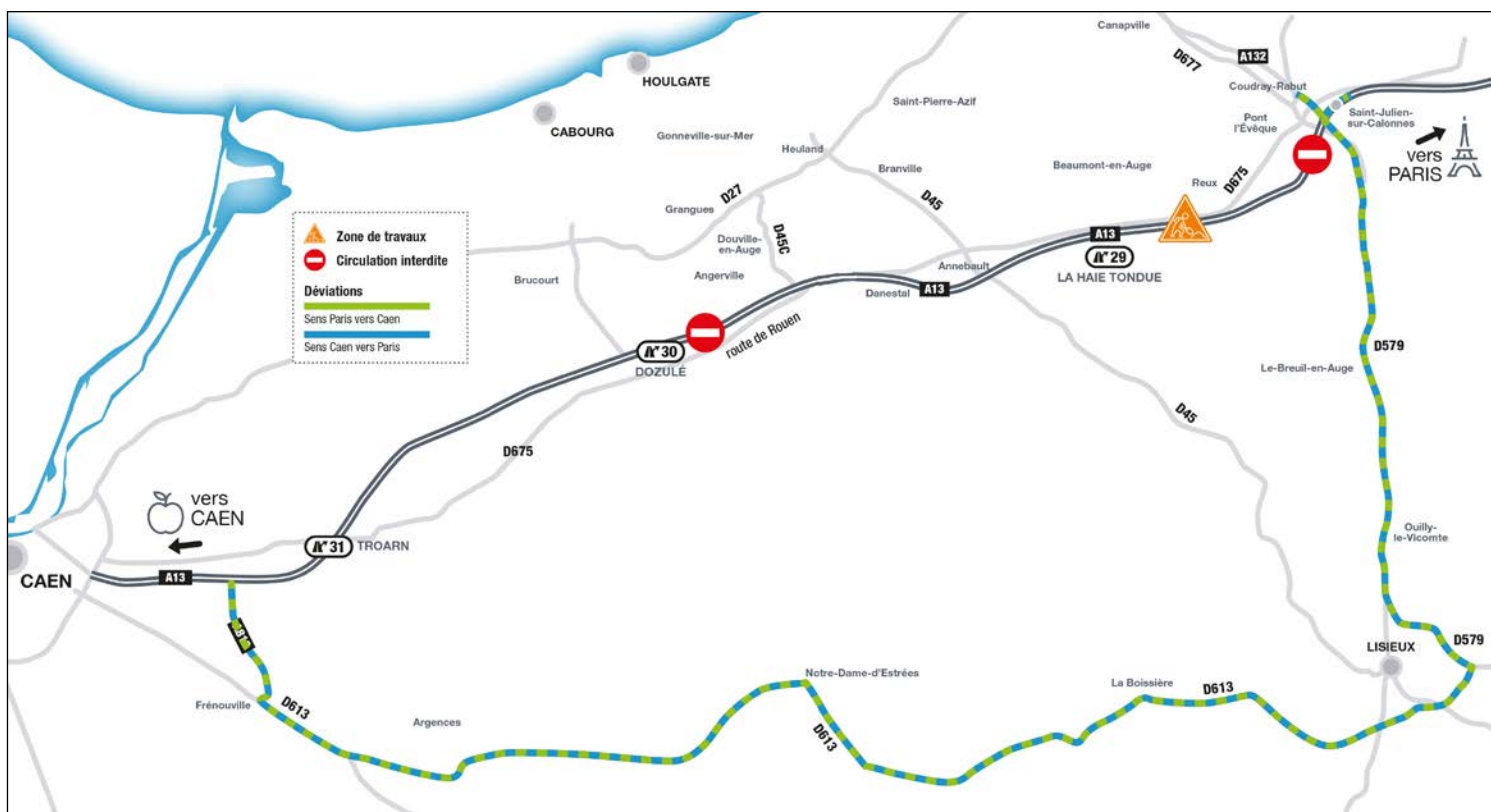 Canapville
D677
A132
Coudray-Rabut
HOULGATE
Saint-Pierre-Azif
CABOURG
Gonneville-sur-Mer
Heuland
Pont
l'Évèque
Saint-Julien-
sur-Calonnes
vers
PARIS
Branville
Beaumont-en-Auge
Reux
D675
D27
D45
Grangues
D45C
Douville-
en-Auge
Angerville
Brucourt
Zone de travaux
Circulation interdite
Déviations
Sens Paris vers Caen
Sens Caen vers Paris
A13
29
LA HAIE TONDUE
Annebault
Danestal
A13
route de Rouen
30
DOZULÉ
D579
Le-Breuil-en-Auge
D45
D675
vers
CAEN
31
TROARN
Ouilly-
le-Vicomte
CAEN
A13
LISIEUX
D579
Notre-Dame-d'Estrées
La Boissière
D613
Frénouville
D613
Argences
D613